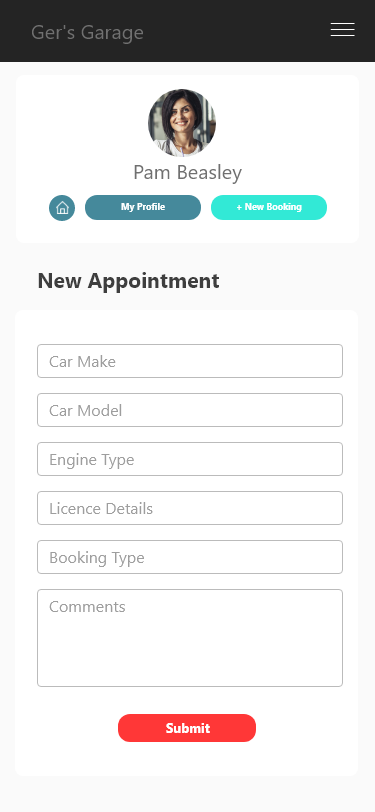 Ger's Garage
Pam Beasley
My Profile
+ New Booking
New Appointment
Car Make
Car Model
Engine Type
Licence Details
Booking Type
Comments
Submit